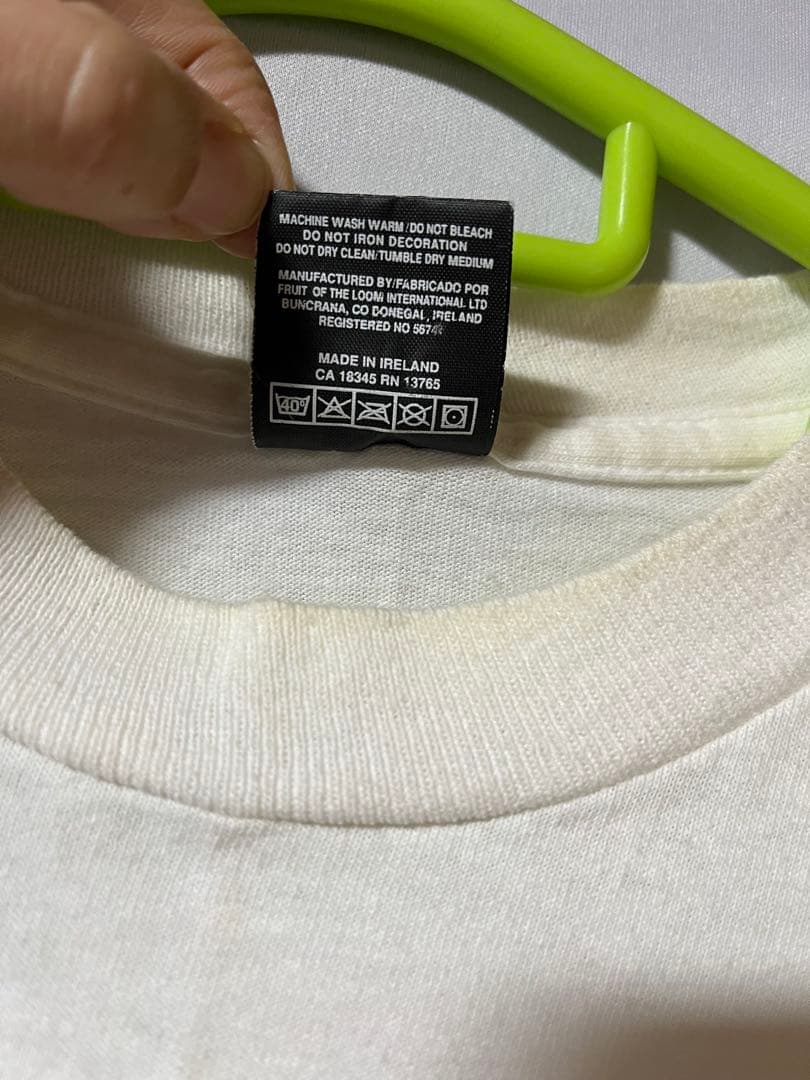 MACHINE WASH WARM/DO NOT BLEACH
DO NOT IRON DECORATION
DO NOT DRY CLEAN/TUMBLE DRY MEDIUM
MANUFACTURED BY/FABRICADO POR
FRUIT OF THE LOOM INTERNATIONAL LTD
BUNCRANA, CO DONEGAL, IRELAND
REGISTERED NO
MADE IN IRELAND
CA 18345 RN 13765
40°